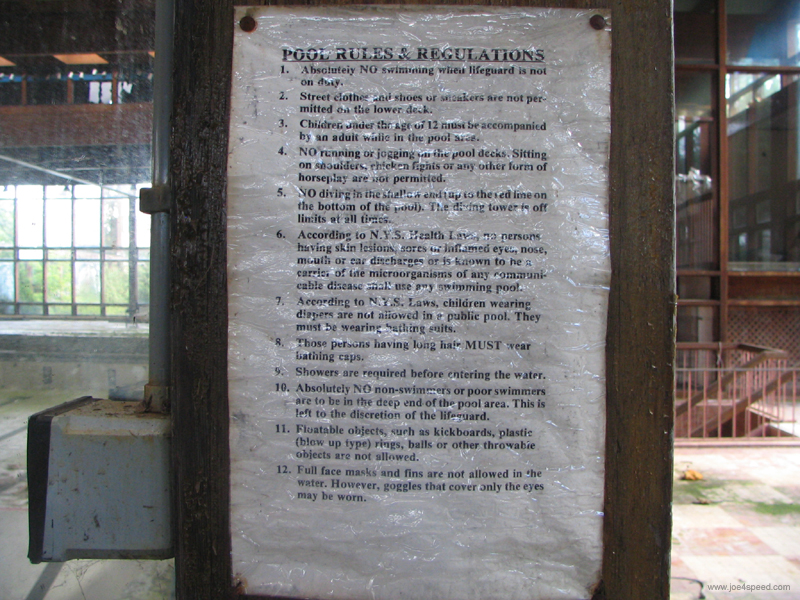 POOL RULES & REGULATIONS
1. Absolutely NO swimming when lifeguard is not
on duty.
2. Street clothes and shoes or sneakers are not per-
mitted on the lower deck.
3. Children under the age of 12 must be accompanied
by an adult while in the pool area.
4. NO running or jogging on the pool decks. Sitting
on shoulders, chicken fights or any other form of
horseplay are not permitted.
5. NO diving in the shallow end (up to the red line on
the bottom of the pool). The diving tower is off
limits at all times.
6. According to N.Y.S. Health Laws, no persons
having skin lesions, sores or inflamed eyes, nose,
mouth or ear discharges or is known to be a
carrier of the microorganisms of any communi-
cable disease shall use any swimming pool.
7. According to N.Y.S. Laws, children wearing
diapers are not allowed in a public pool. They
must be wearing bathing suits.
8. Those persons having long hair MUST wear
bathing caps.
9. Showers are required before entering the water.
10. Absolutely NO non-swimmers or poor swimmers
are to be in the deep end of the pool area. This is
left to the discretion of the lifeguard.
11. Floatable objects, such as kickboards, plastic
(blow up type) rings, balls or other throwable
objects are not allowed.
12. Full face masks and fins are not allowed in the
water. However, goggles that cover only the eyes
may be worn.
www.joe4speed.com